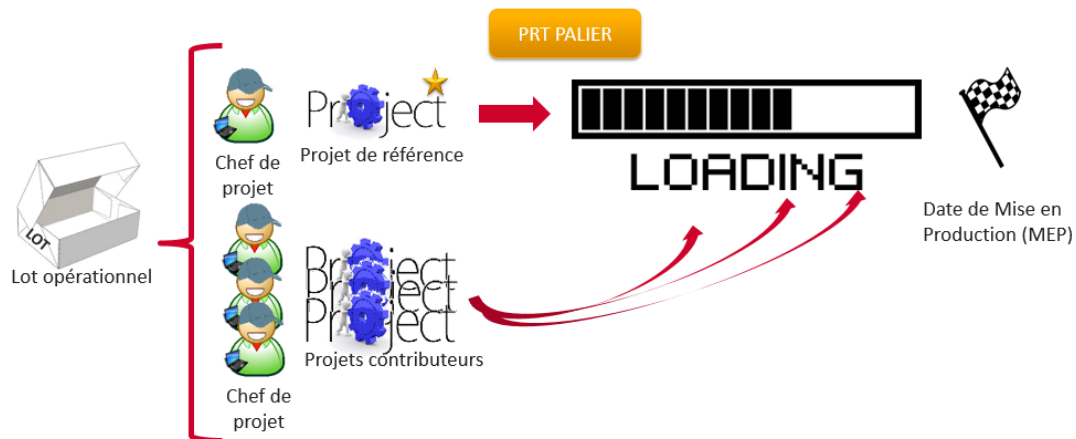 PRT PALIER
Project
Chef de
projet
Projet de référence
LOADING
LOT
Lot opérationnel
Date de Mise en
Production (MEP)
Project
Project
Project
Projets contributeurs
Chef de
projet